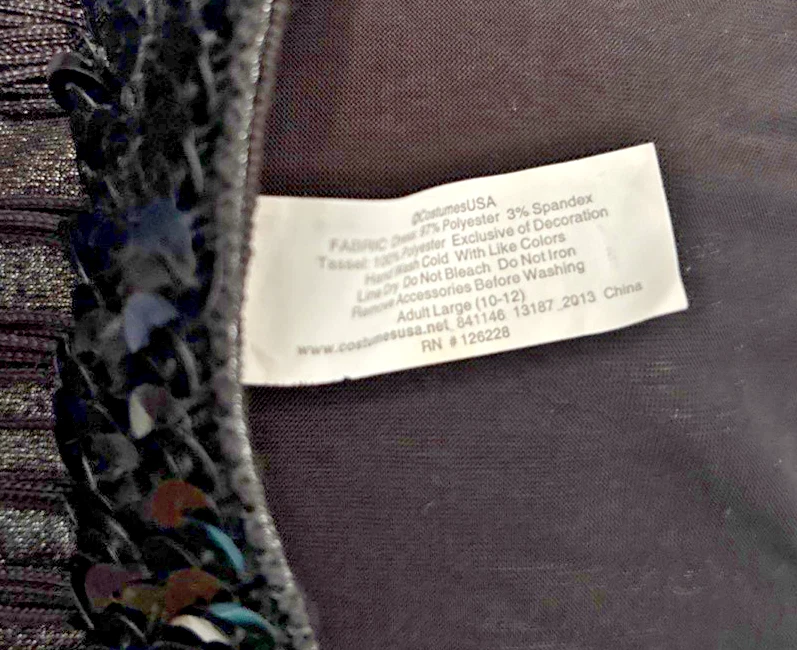 ©CostumesUSA
FABRIC Dress: 97% Polyester 3% Spandex
Tassel: 100% Polyester Exclusive of Decoration
Hand Wash Cold With Like Colors
Line Dry Do Not Bleach Do Not Iron
Remove Accessories Before Washing
Adult Large (10-12)
www.costumesusa.net 841146 13187 2013 China
RN # 126228